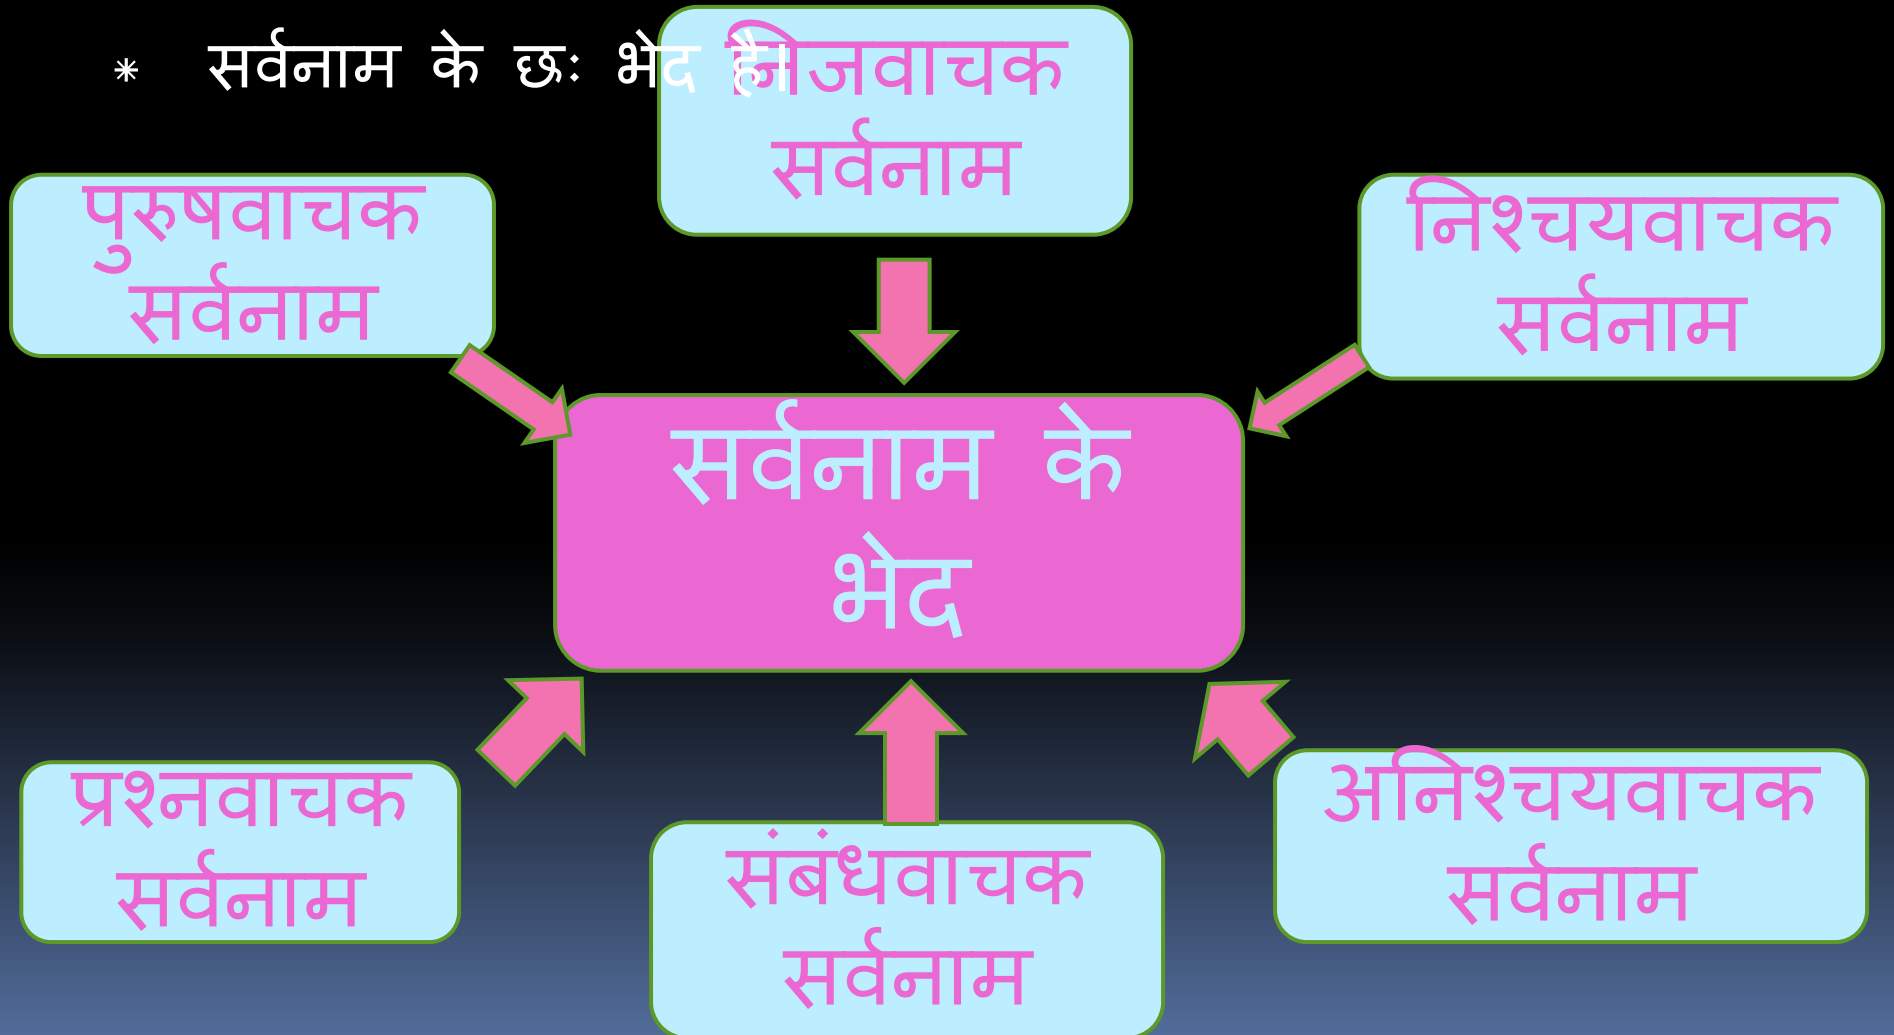 * सर्वनाम के छः भेद है।
निजवाचक
सर्वनाम
पुरुषवाचक
सर्वनाम
निश्चयवाचक
सर्वनाम
सर्वनाम के
भेद
प्रश्नवाचक
सर्वनाम
संबंधवाचक
सर्वनाम
अनिश्चयवाचक
सर्वनाम